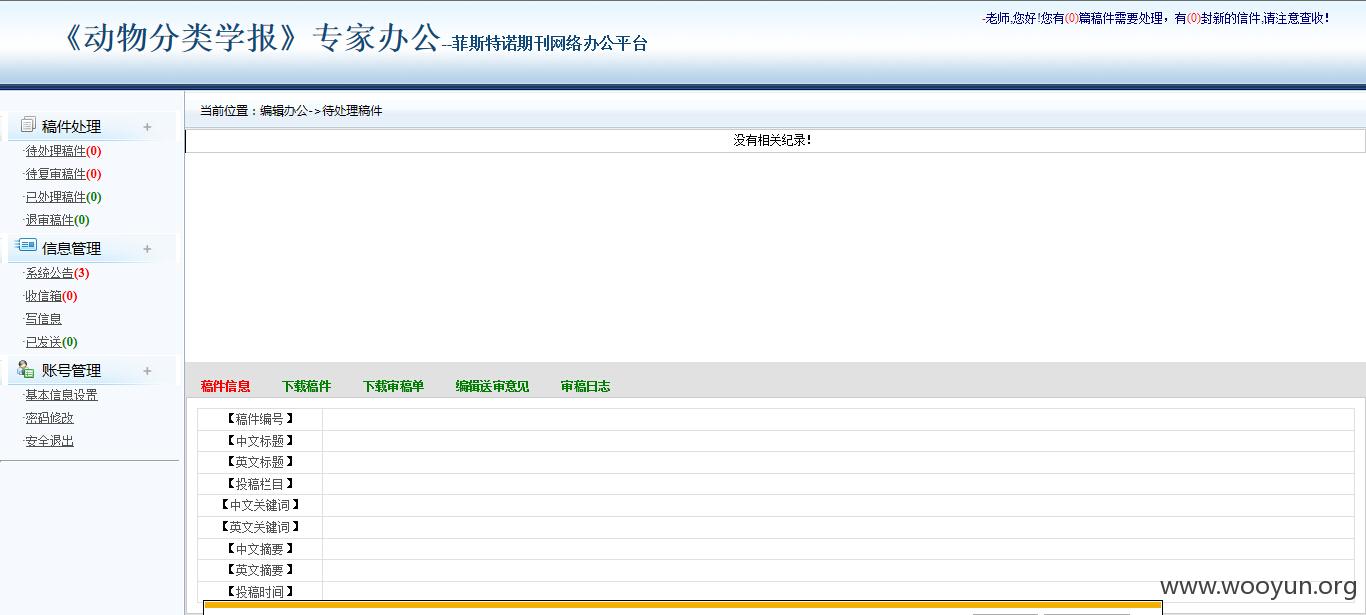 《动物分类学报》专家办公--菲斯特诺期刊网络办公平台
-老师,您好!您有(0)篇稿件需要处理，有(0)封新的信件,请注意查收!
稿件处理 +
·待处理稿件(0)
·待复审稿件(0)
·已处理稿件(0)
·退审稿件(0)
信息管理 +
·系统公告(3)
·收信箱(0)
·写信息
·已发送(0)
账号管理 +
·基本信息设置
·密码修改
·安全退出
当前位置：编辑办公->待处理稿件
没有相关纪录!
稿件信息 下载稿件 下载审稿单 编辑送审意见 审稿日志
【稿件编号】
【中文标题】
【英文标题】
【投稿栏目】
【中文关键词】
【英文关键词】
【中文摘要】
【英文摘要】
【投稿时间】
www.wooyun.org